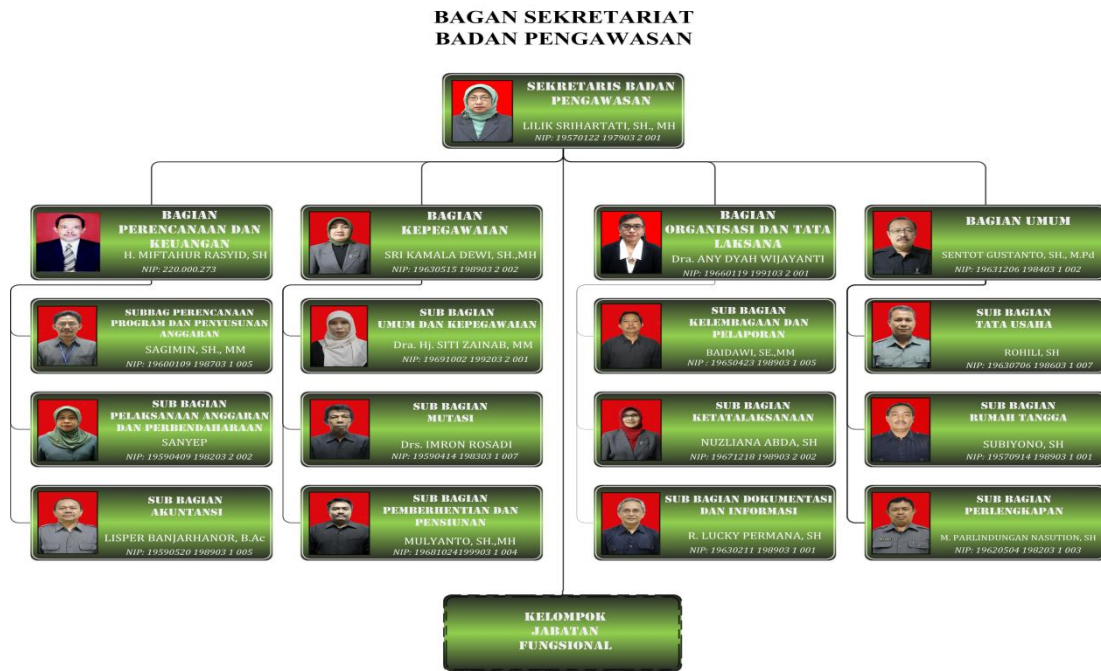 BAGAN SEKRETARIAT
BADAN PENGAWASAN
SEKRETARIS BADAN
PENGAWASAN
LILIK SRIHARTATI, SH., MH
NIP: 19570122 197903 2 001
BAGIAN
PERENCANAAN DAN
KEUANGAN
H. MIFTAHUR RASYID, SH
NIP: 220.000.273
BAGIAN
KEPEGAWAIAN
SRI KAMALA DEWI, SH.,MH
NIP: 19630515 198903 2 002
BAGIAN
ORGANISASI DAN TATA
LAKSANA
Dra. ANY DYAH WIJAYANTI
NIP: 19660119 199103 2 001
BAGIAN UMUM
SENTOT GUSTANTO, SH., M.Pd
NIP: 19631206 198403 1 002
SUBBAG PERENCANAAN
PROGRAM DAN PENYUSUNAN
ANGGARAN
SAGIMIN, SH., MM
NIP: 19600109 198703 1 005
SUB BAGIAN
UMUM DAN KEPEGAWAIAN
Dra. Hj. SITI ZAINAB, MM
NIP: 19691002 199203 2 001
SUB BAGIAN
KELEMBAGAAN DAN
PELAPORAN
BAIDAWI, SE.,MM
NIP : 19650423 198903 1 005
SUB BAGIAN
TATA USAHA
ROHILI, SH
NIP: 19630706 198603 1 007
SUB BAGIAN
PELAKSANAAN ANGGARAN
DAN PERBENDAHARAAN
SANYEP
NIP: 19590409 198203 2 002
SUB BAGIAN
MUTASI
Drs. IMRON ROSADI
NIP: 19590414 198303 1 007
SUB BAGIAN
KETATALAKSANAAN
NUZLIANA ABDA, SH
NIP: 19671218 198903 2 002
SUB BAGIAN
RUMAH TANGGA
SUBIYONO, SH
NIP: 19570914 198903 1 001
SUB BAGIAN
AKUNTANSI
LISPER BANJARHANOR, B.Ac
NIP: 19590520 198903 1 005
SUB BAGIAN
PEMBERHENTIAN DAN
PENSIUNAN
MULYANTO, SH.,MH
NIP: 19681024199903 1 004
SUB BAGIAN DOKUMENTASI
DAN INFORMASI
R. LUCKY PERMANA, SH
NIP: 19630211 198903 1 001
SUB BAGIAN
PERLENGKAPAN
M. PARLINDUNGAN NASUTION, SH
NIP: 19620504 198203 1 003
KELOMPOK
JABATAN
FUNGSIONAL